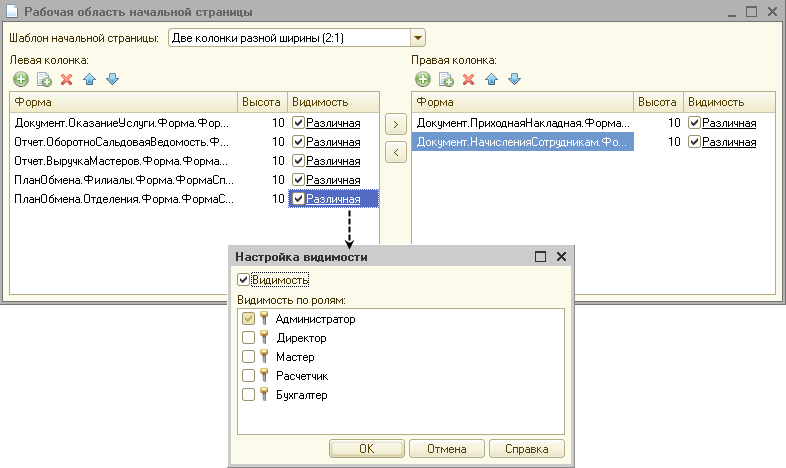 Рабочая область начальной страницы
Шаблон начальной страницы: Две колонки разной ширины (2:1)
Левая колонка:
Форма Высота Видимость
Документ.ОказаниеУслуги.Форма.Фор... 10 Различная
Отчет.ОборотноСальдоваяВедомость.Ф... 10 Различная
Отчет.ВыручкаМастеров.Форма.Форма... 10 Различная
ПланОбмена.Филиалы.Форма.ФормаСп... 10 Различная
ПланОбмена.Отделения.Форма.ФормаС... 10 Различная
Правая колонка:
Форма Высота Видимость
Документ.ПриходнаяНакладная.Форма... 10 Различная
Документ.НачисленияСотрудникам.Фо... 10 Различная
Настройка видимости
Видимость
Видимость по ролям:
Администратор
Директор
Мастер
Расчетчик
Бухгалтер
ОК Отмена Справка